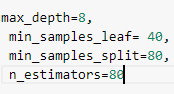 max_depth=8,
min_samples_leaf= 40,
min_samples_split=80,
n_estimators=80